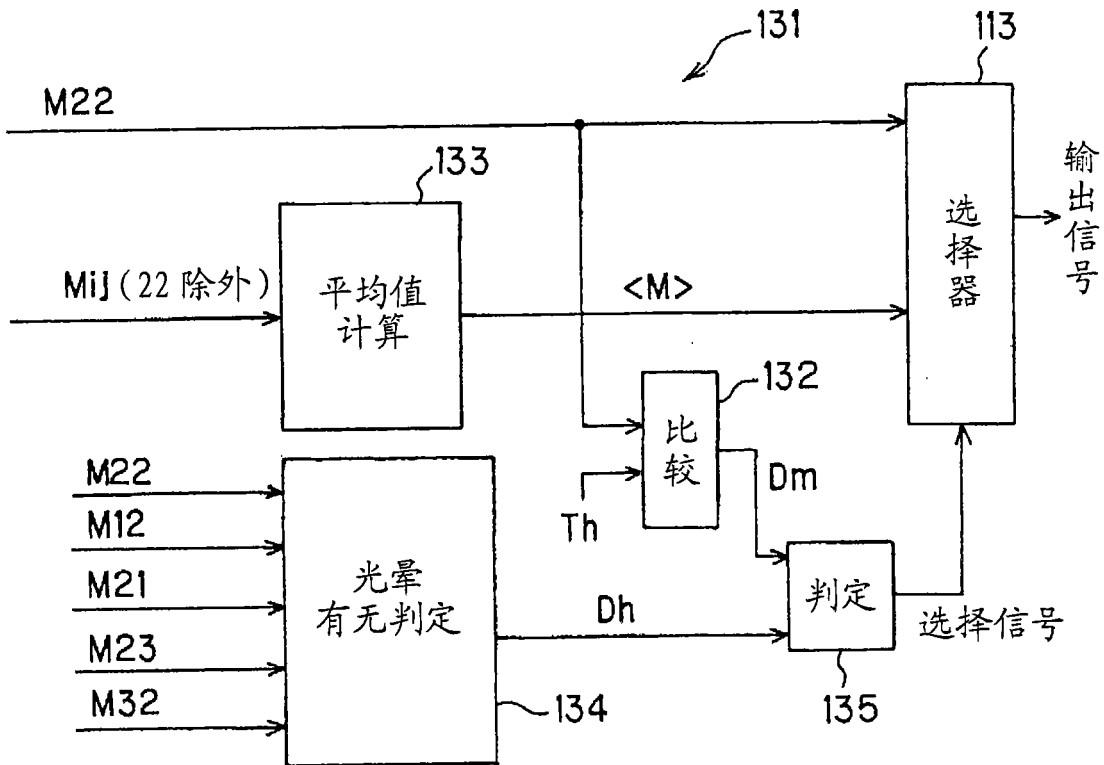 131
113
M22
133
输出信号
MiJ(22除外)
平均值
计算
<M>
选择器
132
比较
M22
Dm
M12
Th
光晕
有无判定
M21
Dh
判定
选择信号
M23
134
135
M32